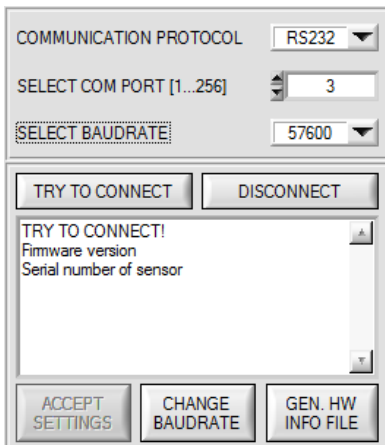 COMMUNICATION PROTOCOL RS232
SELECT COM PORT [1...256] 3
SELECT BAUDRATE 57600
TRY TO CONNECT DISCONNECT
TRY TO CONNECT!
Firmware version
Serial number of sensor
ACCEPT SETTINGS
CHANGE BAUDRATE
GEN. HW INFO FILE